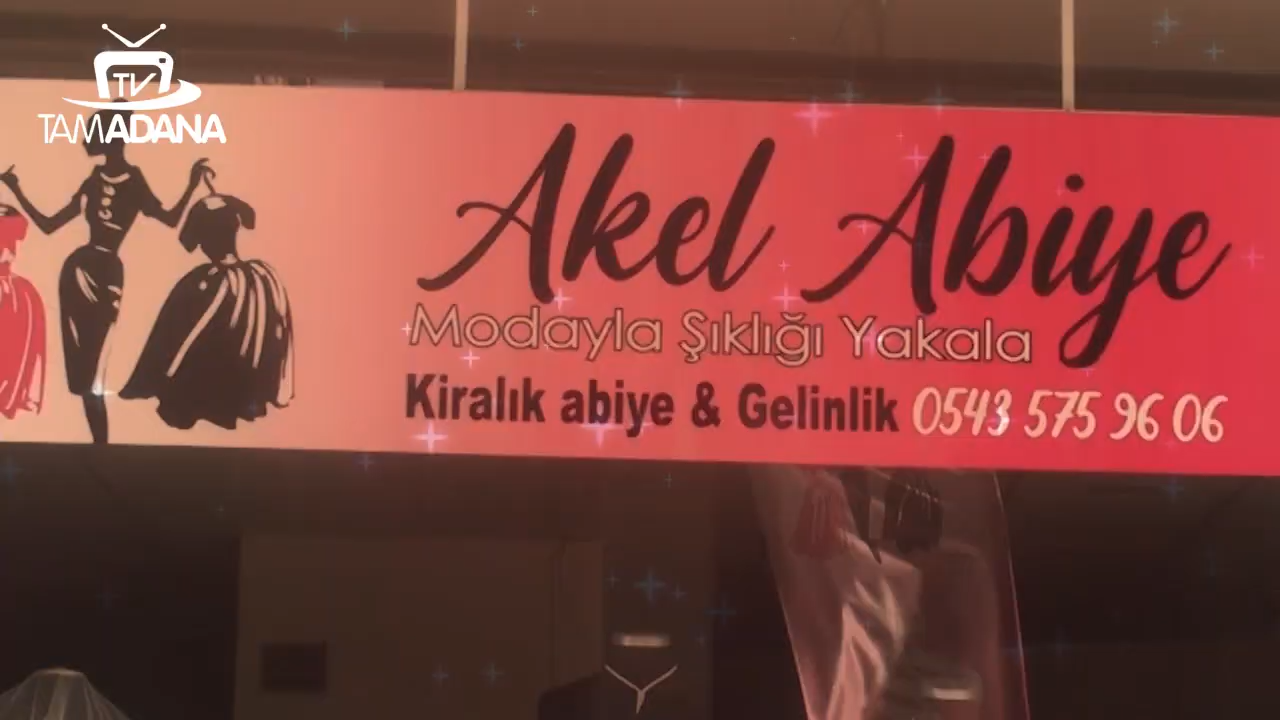 TV
TAMADANA
Akel Abiye
Modayla Şıklığı Yakala
Kiralık abiye & Gelinlik 0543 575 96 06